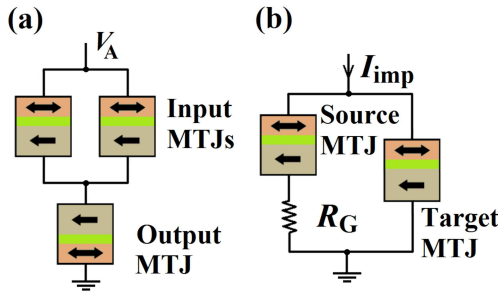 (a)
V_A
Input
MTJs
Output
MTJ
(b)
I_imp
Source
MTJ
R_G
Target
MTJ